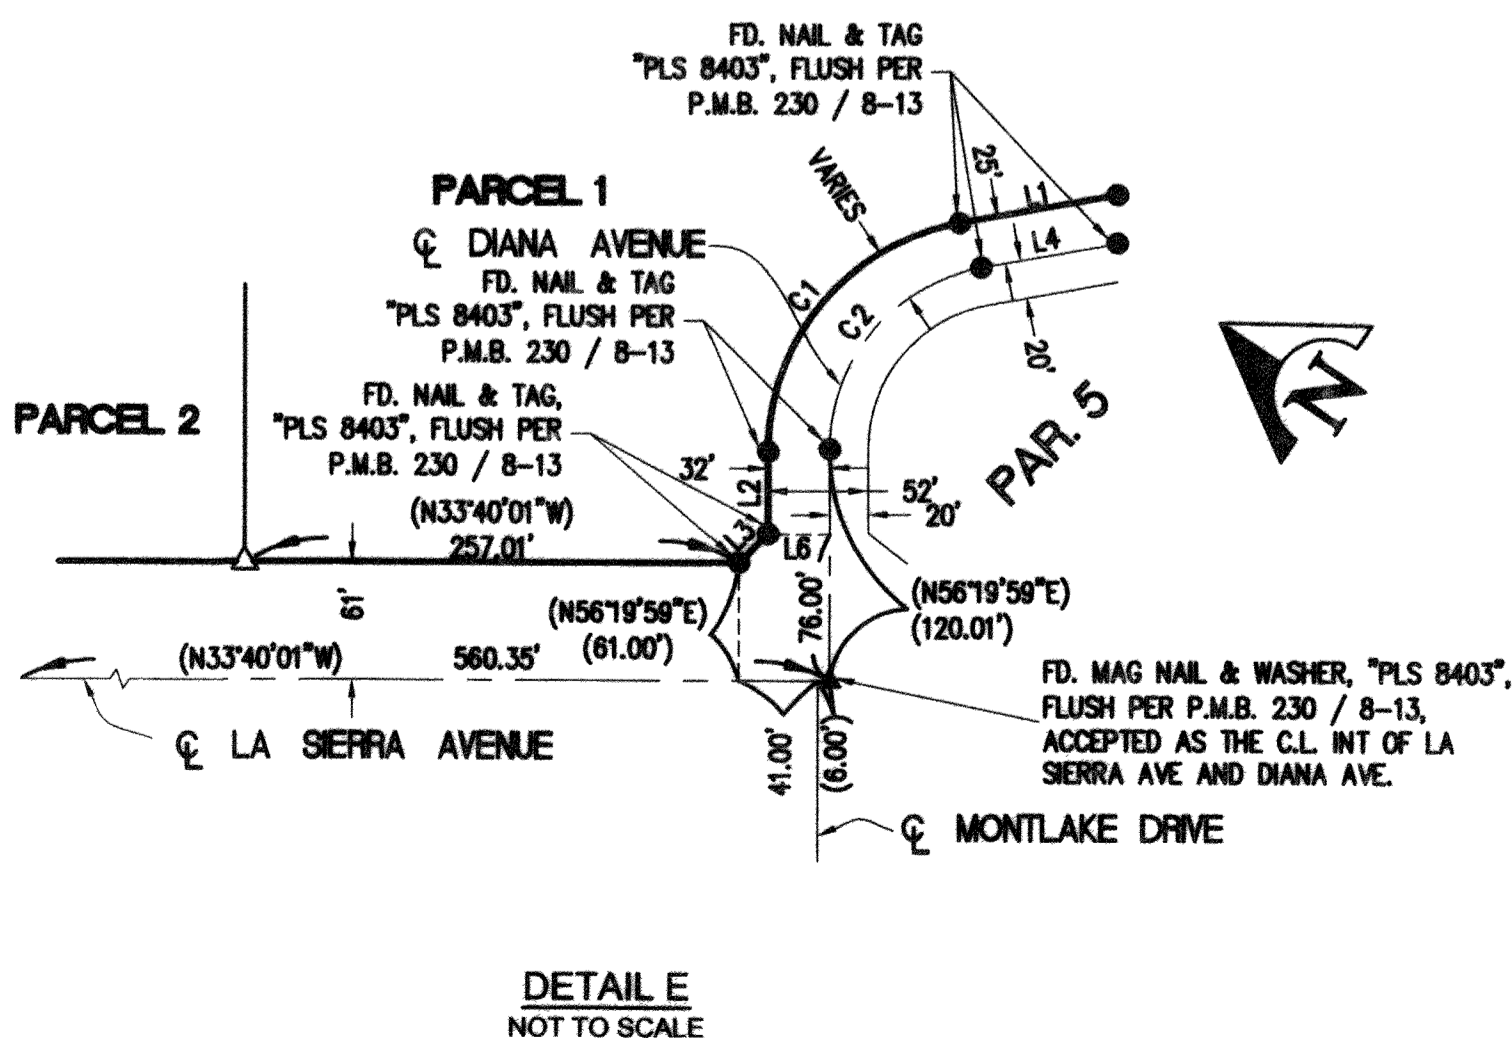 FD. NAIL & TAG
"PLS 8403", FLUSH PER
P.M.B. 230 / 8-13
VARIES
25'
L1
PARCEL 1
L4
℄ DIANA AVENUE
FD. NAIL & TAG
"PLS 8403", FLUSH PER
P.M.B. 230 / 8-13
C1
C2
20'
FD. NAIL & TAG,
"PLS 8403", FLUSH PER
P.M.B. 230 / 8-13
PARCEL 2
PAR. 5
N
32'
L2
52'
20'
(N33°40'01"W)
257.01'
L3
L6
61'
(N56°19'59"E)
(61.00')
76.00'
(N56°19'59"E)
(120.01')
(N33°40'01"W)
560.35'
FD. MAG NAIL & WASHER, "PLS 8403",
FLUSH PER P.M.B. 230 / 8-13,
ACCEPTED AS THE C.L. INT OF LA
SIERRA AVE AND DIANA AVE.
℄ LA SIERRA AVENUE
41.00'
(6.00')
℄ MONTLAKE DRIVE
DETAIL E
NOT TO SCALE